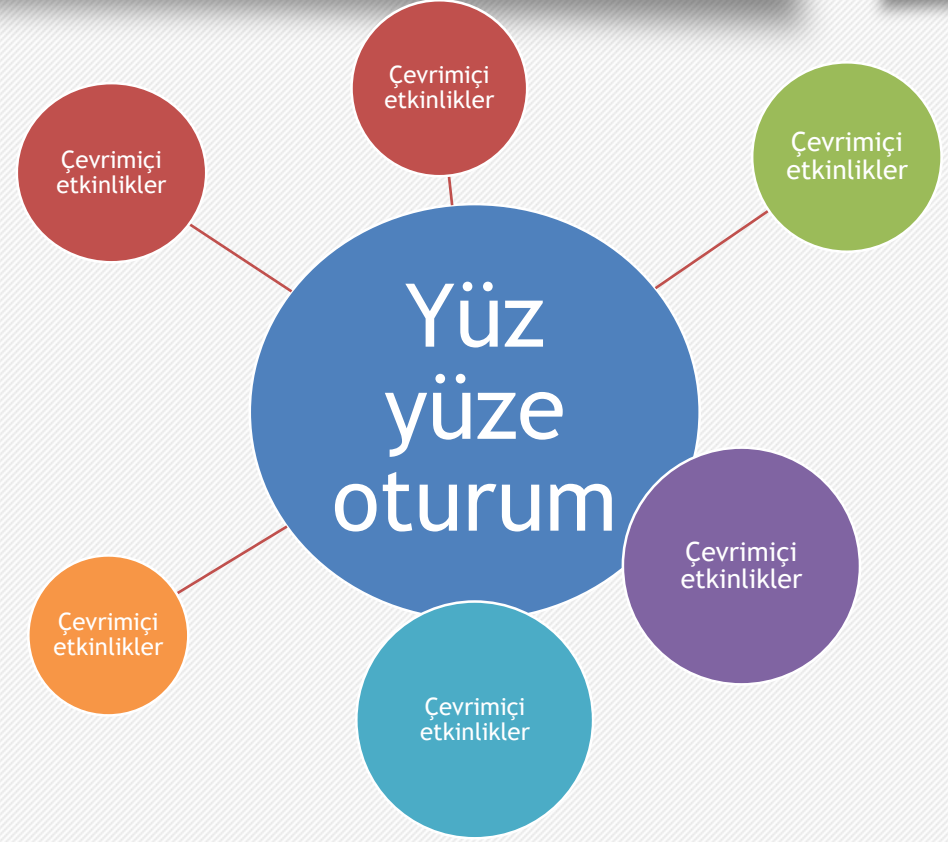 Çevrimiçi
etkinlikler
Çevrimiçi
etkinlikler
Çevrimiçi
etkinlikler
Yüz
yüze
oturum
Çevrimiçi
etkinlikler
Çevrimiçi
etkinlikler
Çevrimiçi
etkinlikler